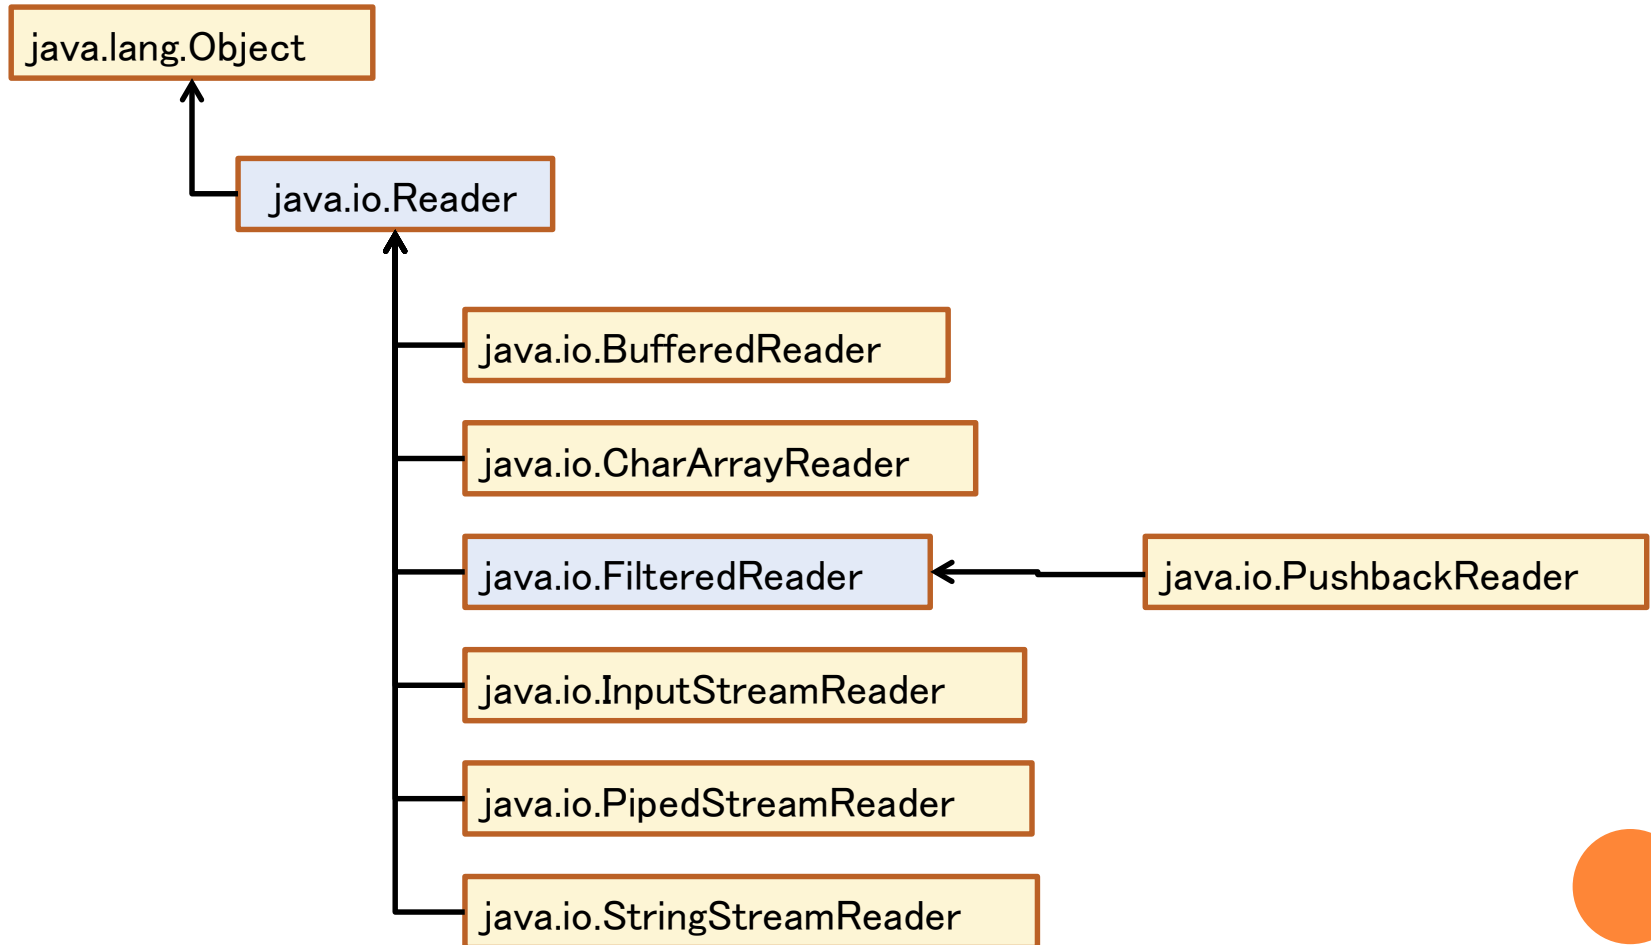 java.lang.Object
java.io.Reader
java.io.BufferedReader
java.io.CharArrayReader
java.io.FilteredReader
java.io.PushbackReader
java.io.InputStreamReader
java.io.PipedStreamReader
java.io.StringStreamReader